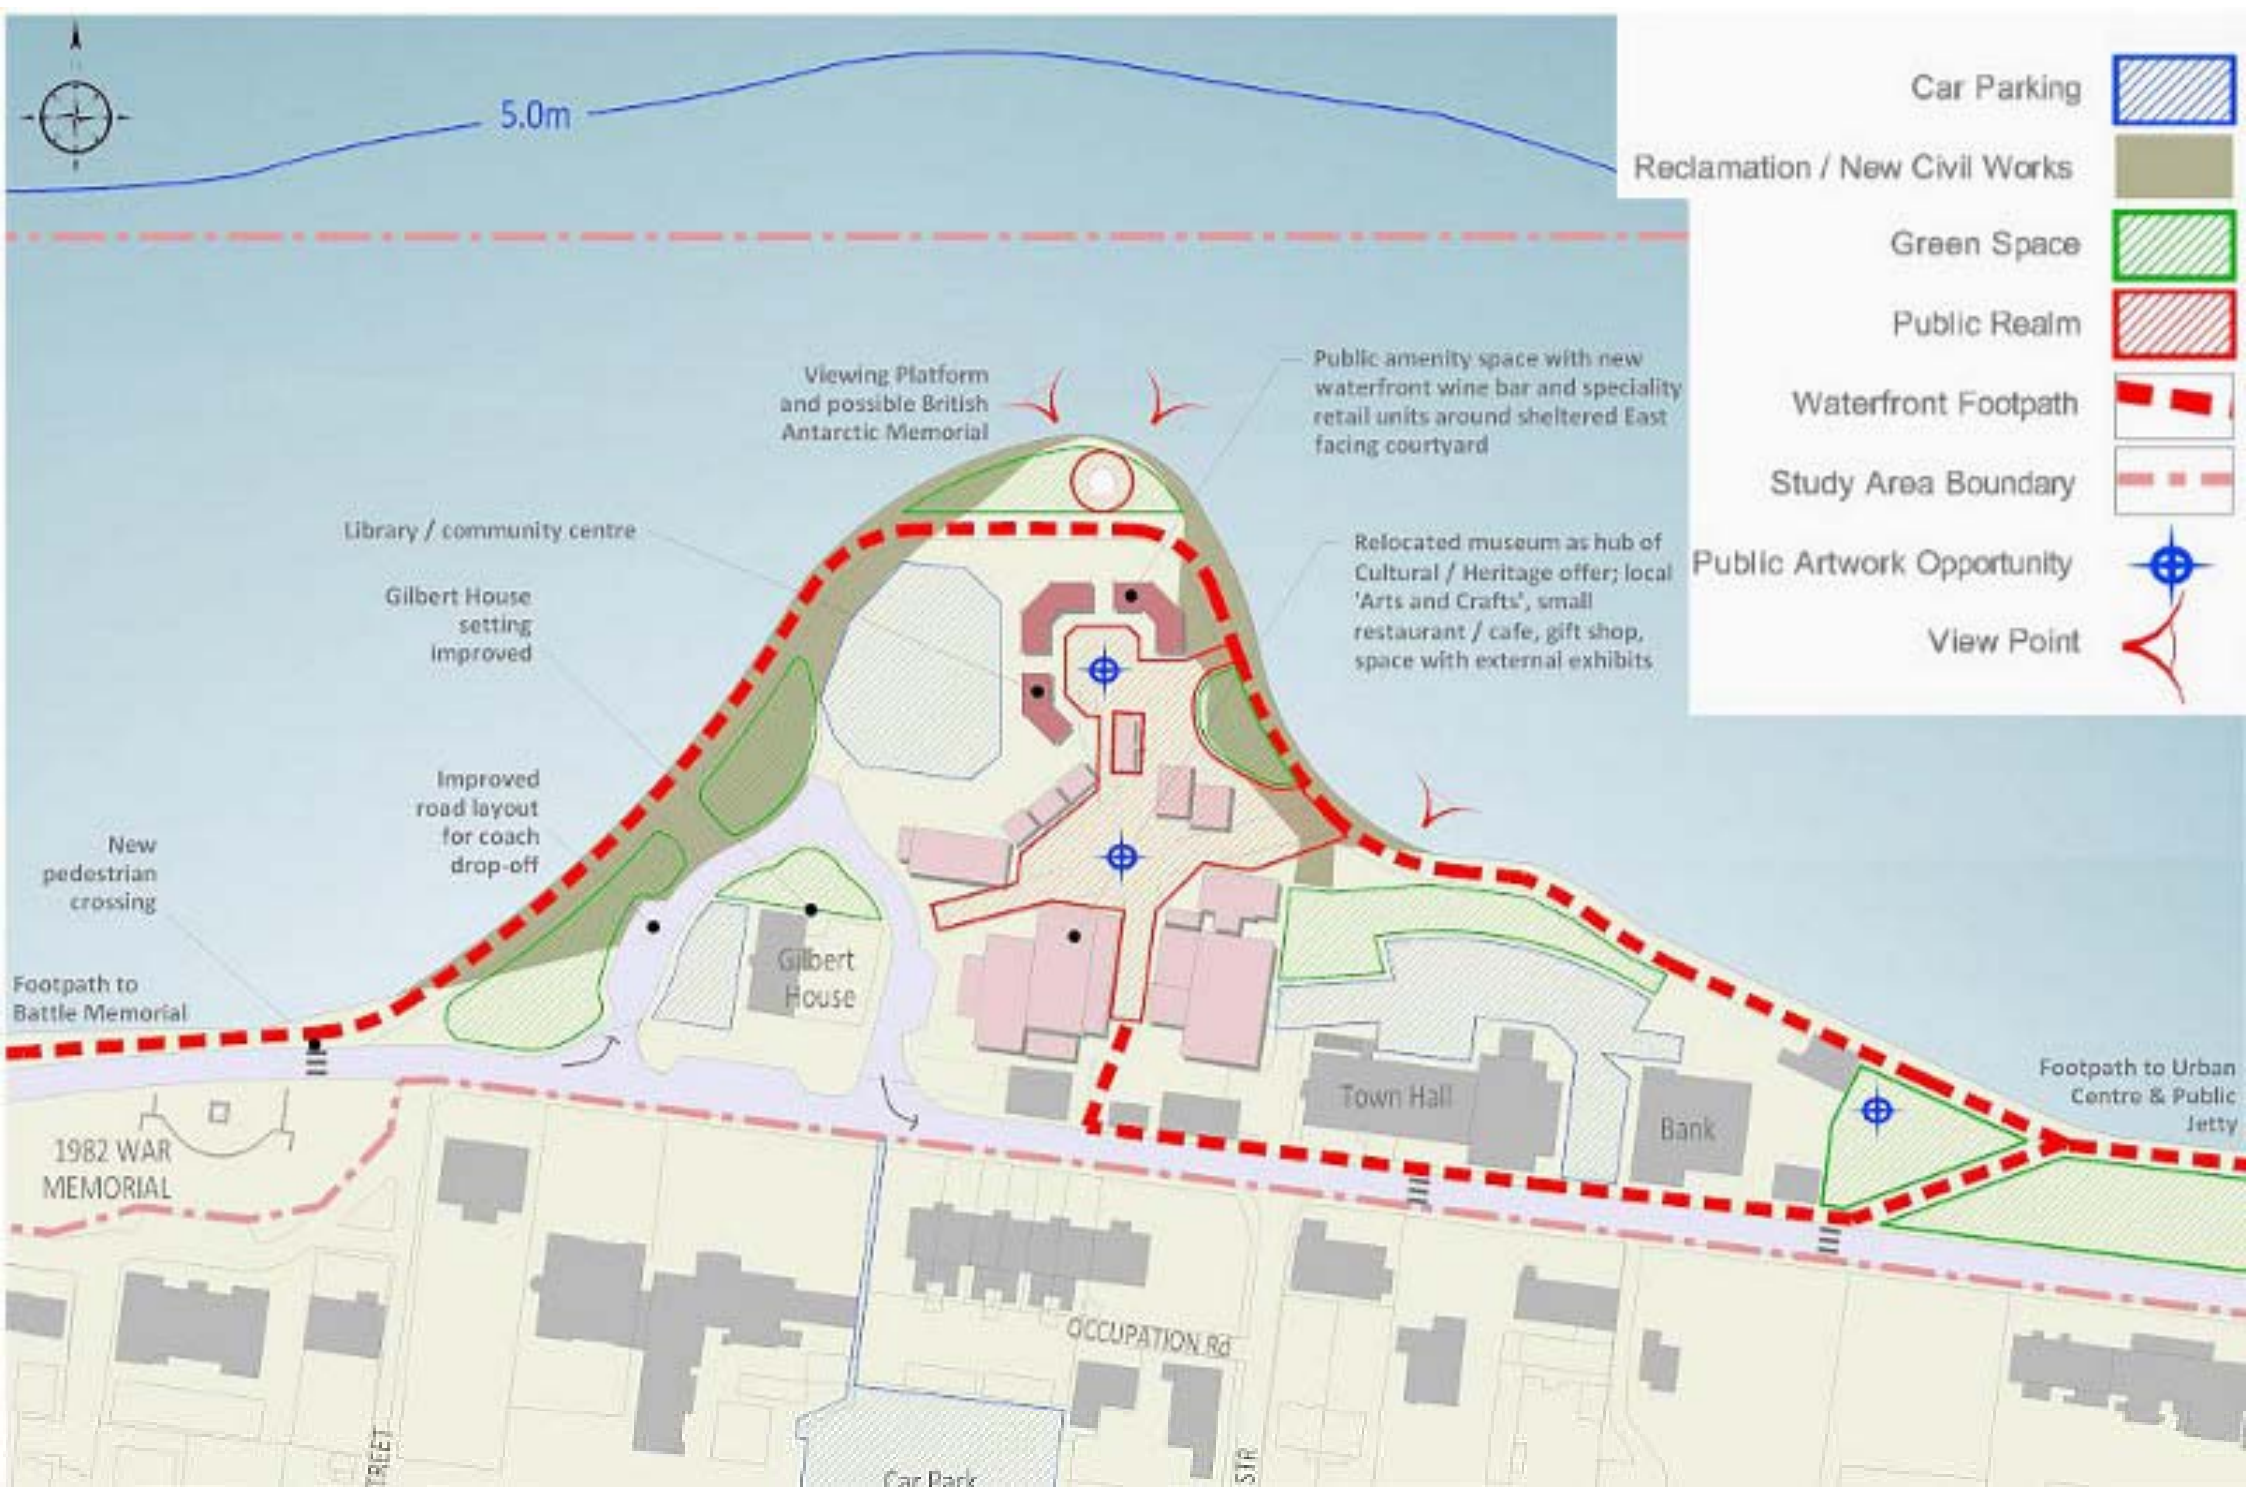 5.0m
Car Parking
Reclamation / New Civil Works
Green Space
Public Realm
Waterfront Footpath
Study Area Boundary
Public Artwork Opportunity
View Point
Viewing Platform
and possible British
Antarctic Memorial
Public amenity space with new
waterfront wine bar and speciality
retail units around sheltered East
facing courtyard
Library / community centre
Relocated museum as hub of
Cultural / Heritage offer; local
'Arts and Crafts', small
restaurant / cafe, gift shop,
space with external exhibits
Gilbert House
setting
improved
Improved
road layout
for coach
drop-off
New
pedestrian
crossing
Footpath to
Battle Memorial
Gilbert
House
Town Hall
Bank
Footpath to Urban
Centre & Public
Jetty
1982 WAR
MEMORIAL
OCCUPATION Rd
TREET
STR
Car Park